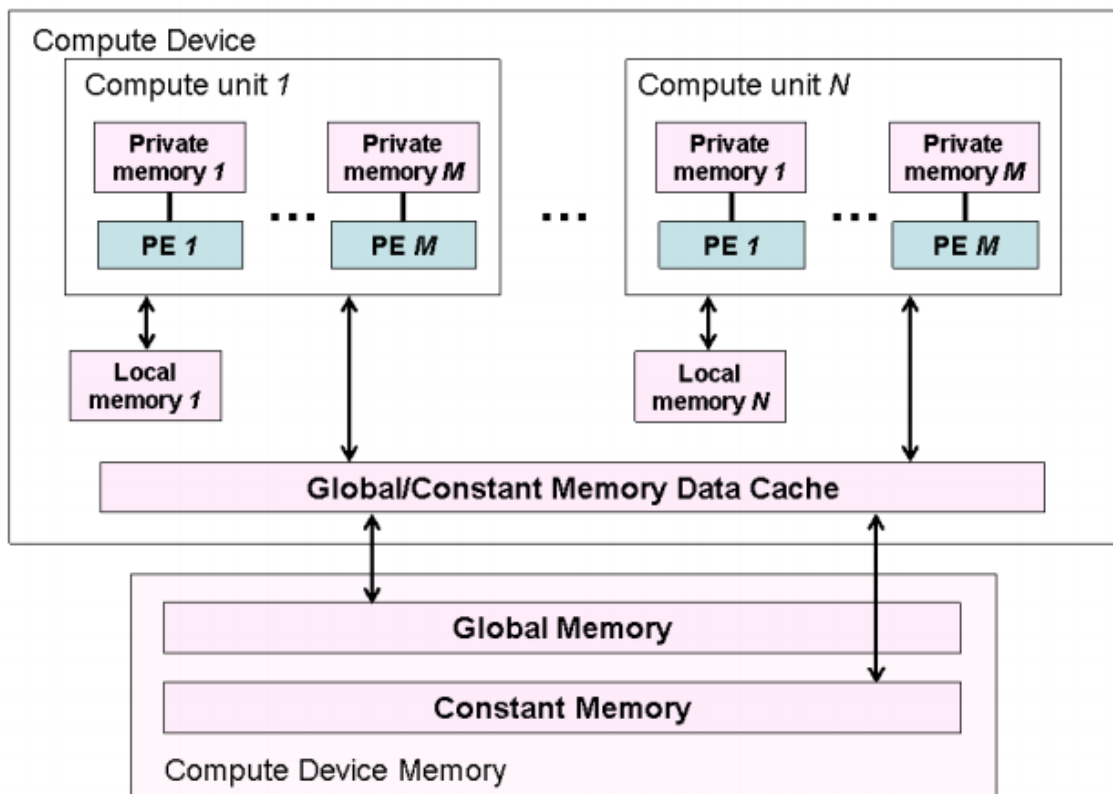 Compute Device
Compute unit 1
Compute unit N
Private
memory 1
Private
memory M
Private
memory 1
Private
memory M
...
...
...
PE 1
PE M
PE 1
PE M
Local
memory 1
Local
memory N
Global/Constant Memory Data Cache
Global Memory
Constant Memory
Compute Device Memory